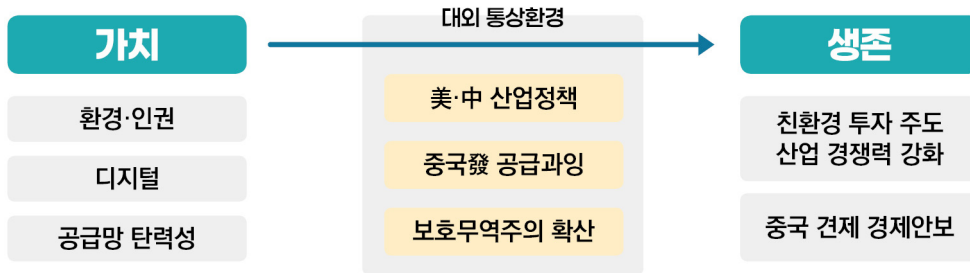 가치
환경·인권
디지털
공급망 탄력성
대외 통상환경
美·中 산업정책
중국發 공급과잉
보호무역주의 확산
생존
친환경 투자 주도
산업 경쟁력 강화
중국 견제 경제안보